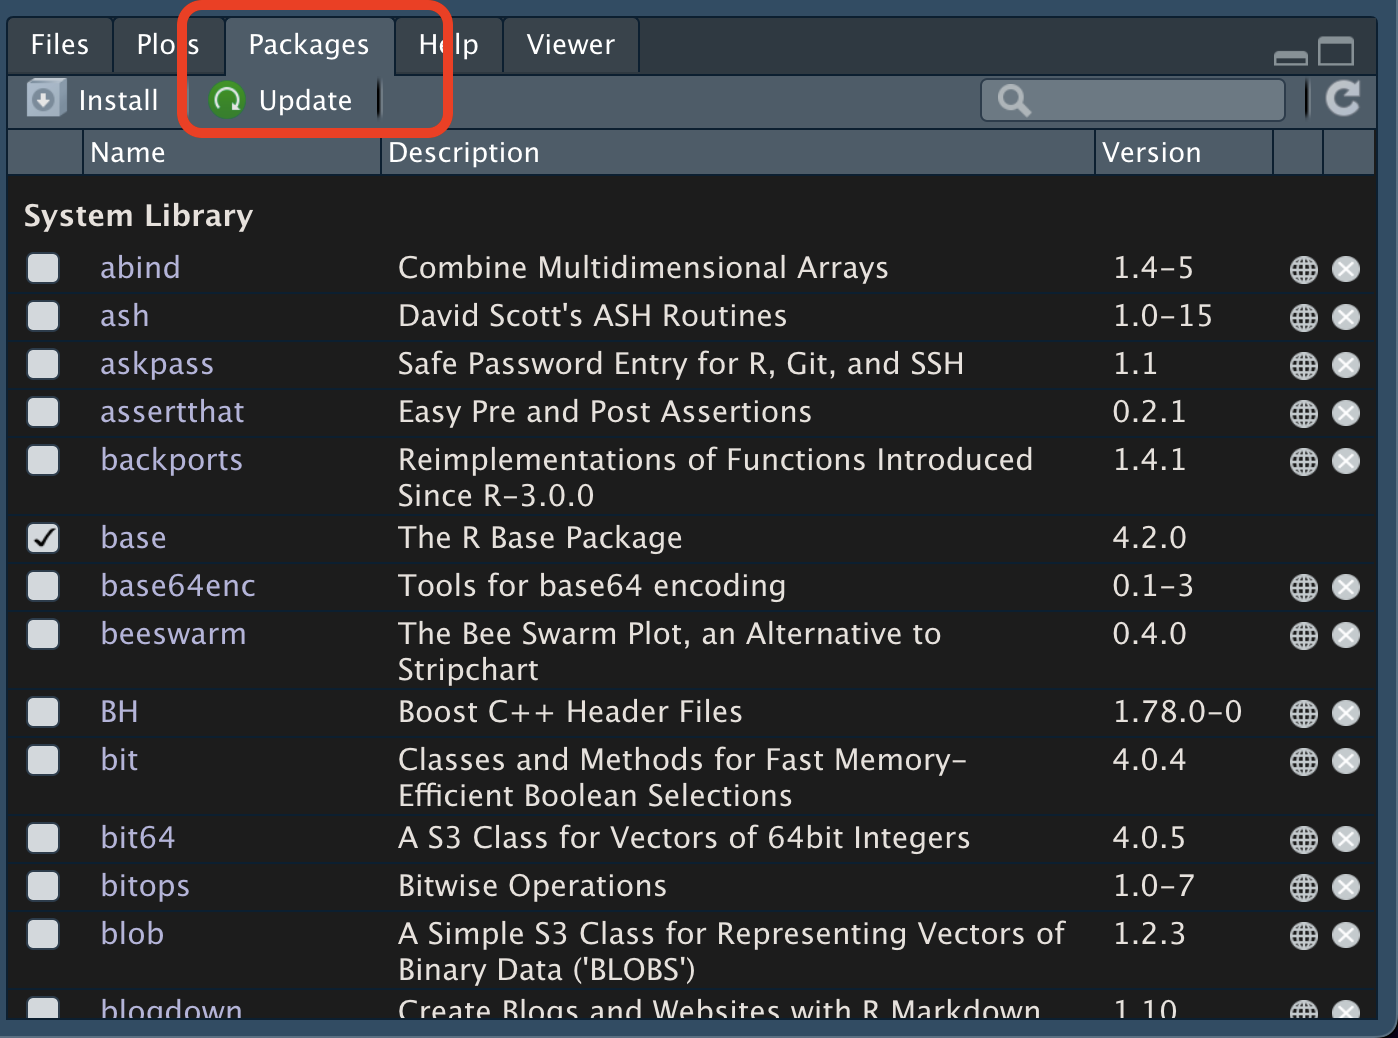 Files Plots Packages Help Viewer
Install Update
Name Description Version
System Library
abind Combine Multidimensional Arrays 1.4-5
ash David Scott's ASH Routines 1.0-15
askpass Safe Password Entry for R, Git, and SSH 1.1
assertthat Easy Pre and Post Assertions 0.2.1
backports Reimplementations of Functions Introduced 1.4.1
Since R-3.0.0
base The R Base Package 4.2.0
base64enc Tools for base64 encoding 0.1-3
beeswarm The Bee Swarm Plot, an Alternative to 0.4.0
Stripchart
BH Boost C++ Header Files 1.78.0-0
bit Classes and Methods for Fast Memory- 4.0.4
Efficient Boolean Selections
bit64 A S3 Class for Vectors of 64bit Integers 4.0.5
bitops Bitwise Operations 1.0-7
blob A Simple S3 Class for Representing Vectors of 1.2.3
Binary Data ('BLOBS')
blogdown Create Blogs and Websites with R Markdown 1.10